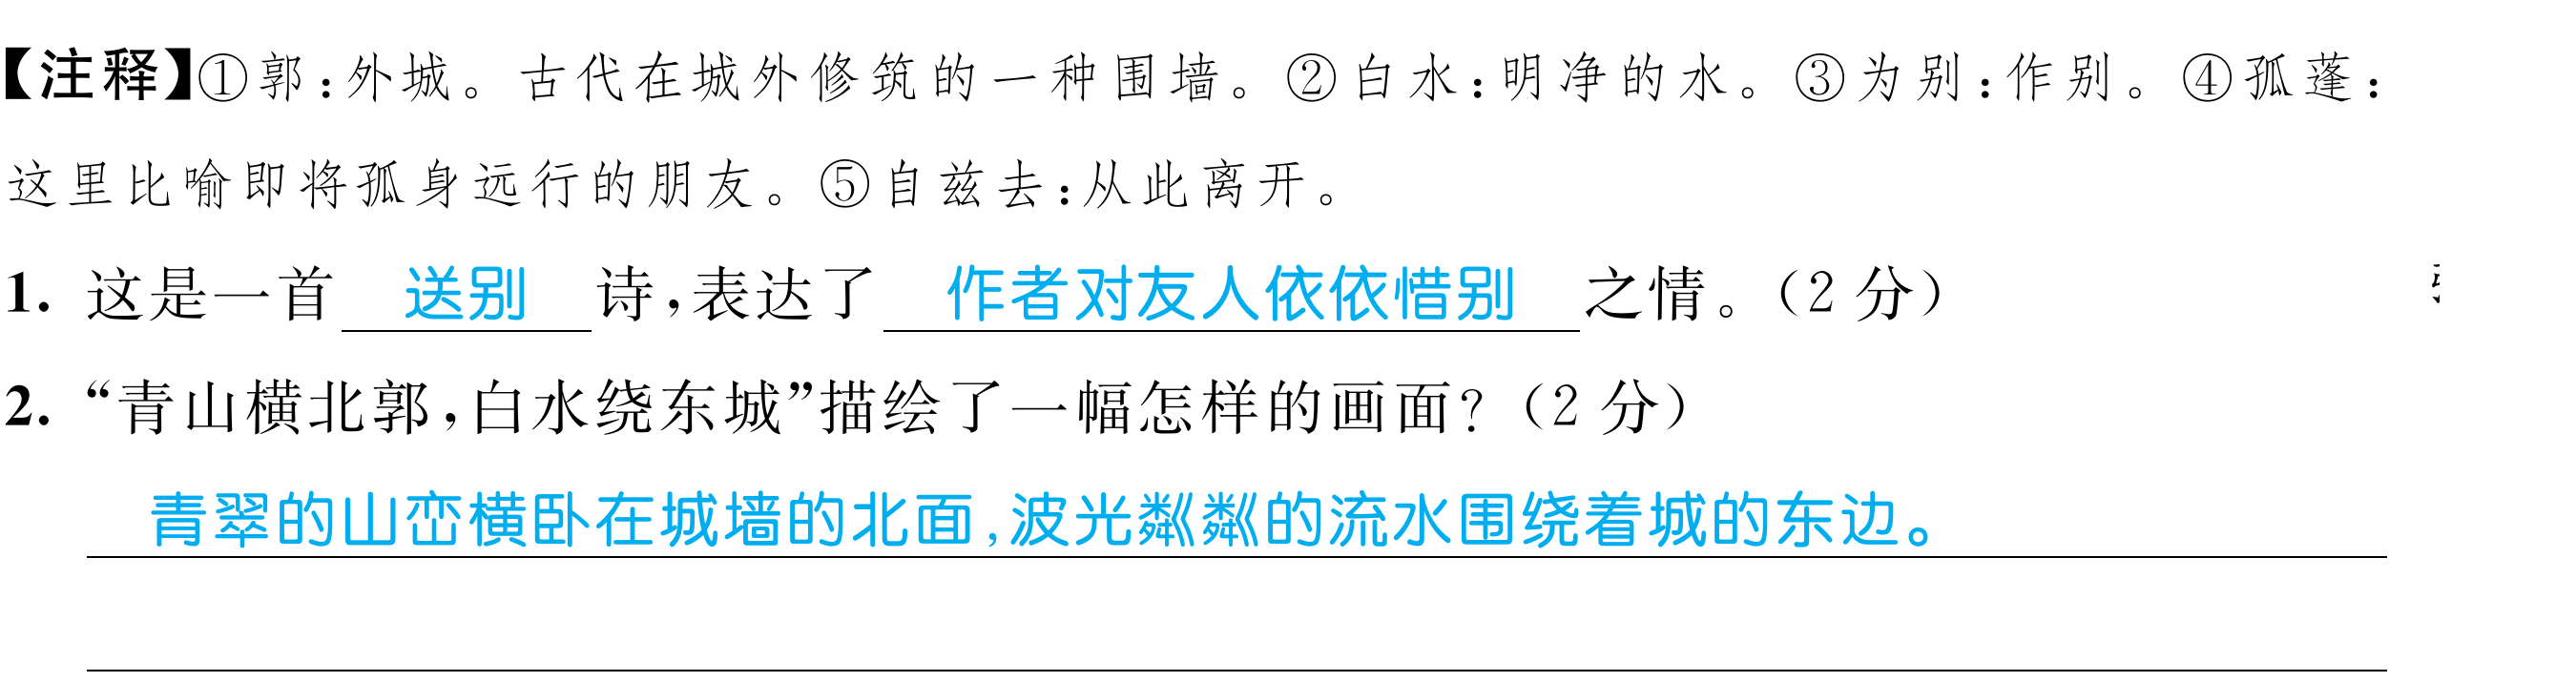 【注释】①郭：外城。古代在城外修筑的一种围墙。②白水：明净的水。③为别：作别。④孤蓬：
这里比喻即将孤身远行的朋友。⑤自兹去：从此离开。
1. 这是一首 送别 诗，表达了 作者对友人依依惜别 之情。（2 分）
2. “青山横北郭，白水绕东城”描绘了一幅怎样的画面？（2 分）
青翠的山峦横卧在城墙的北面，波光粼粼的流水围绕着城的东边。